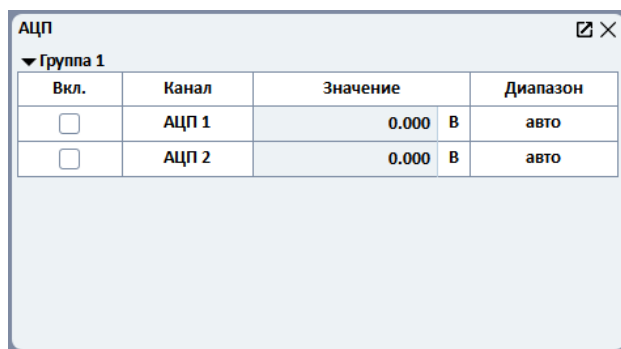 АЦП
Группа 1
Вкл. Канал Значение Диапазон
АЦП 1 0.000 В авто
АЦП 2 0.000 В авто